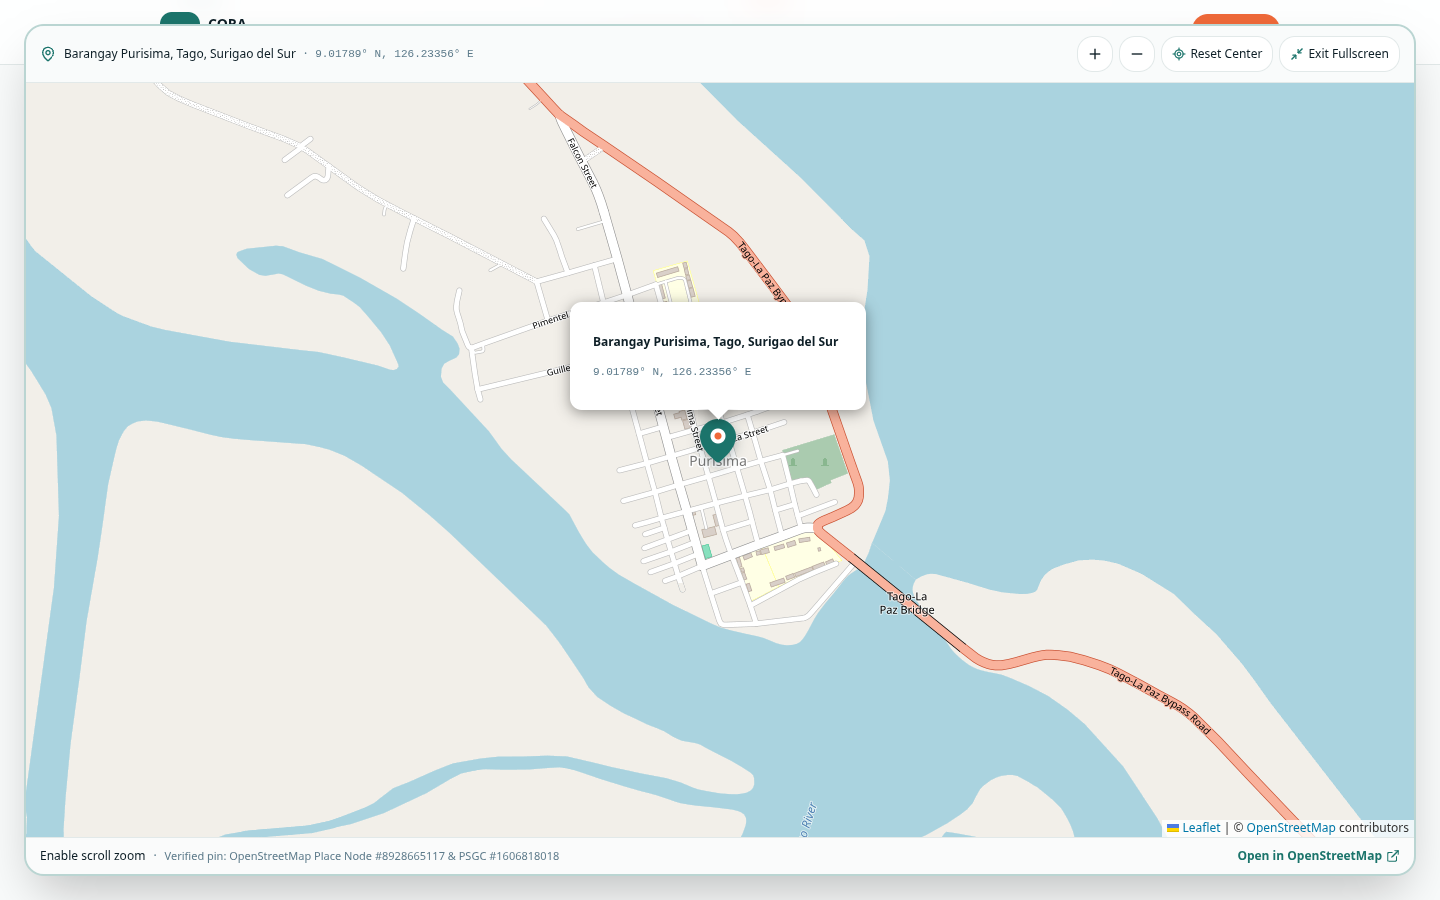 CORA
Barangay Purisima, Tago, Surigao del Sur · 9.01789° N, 126.23356° E
+
−
Reset Center
Exit Fullscreen
Falcon Street
Tago-La Paz Byp
Pimentel
Guille
Barangay Purisima, Tago, Surigao del Sur
9.01789° N, 126.23356° E
Street
Purisima
Tago-La
Paz Bridge
Tago-La Paz Bypass Road
o River
Leaflet | © OpenStreetMap contributors
Enable scroll zoom · Verified pin: OpenStreetMap Place Node #8928665117 & PSGC #1606818018
Open in OpenStreetMap